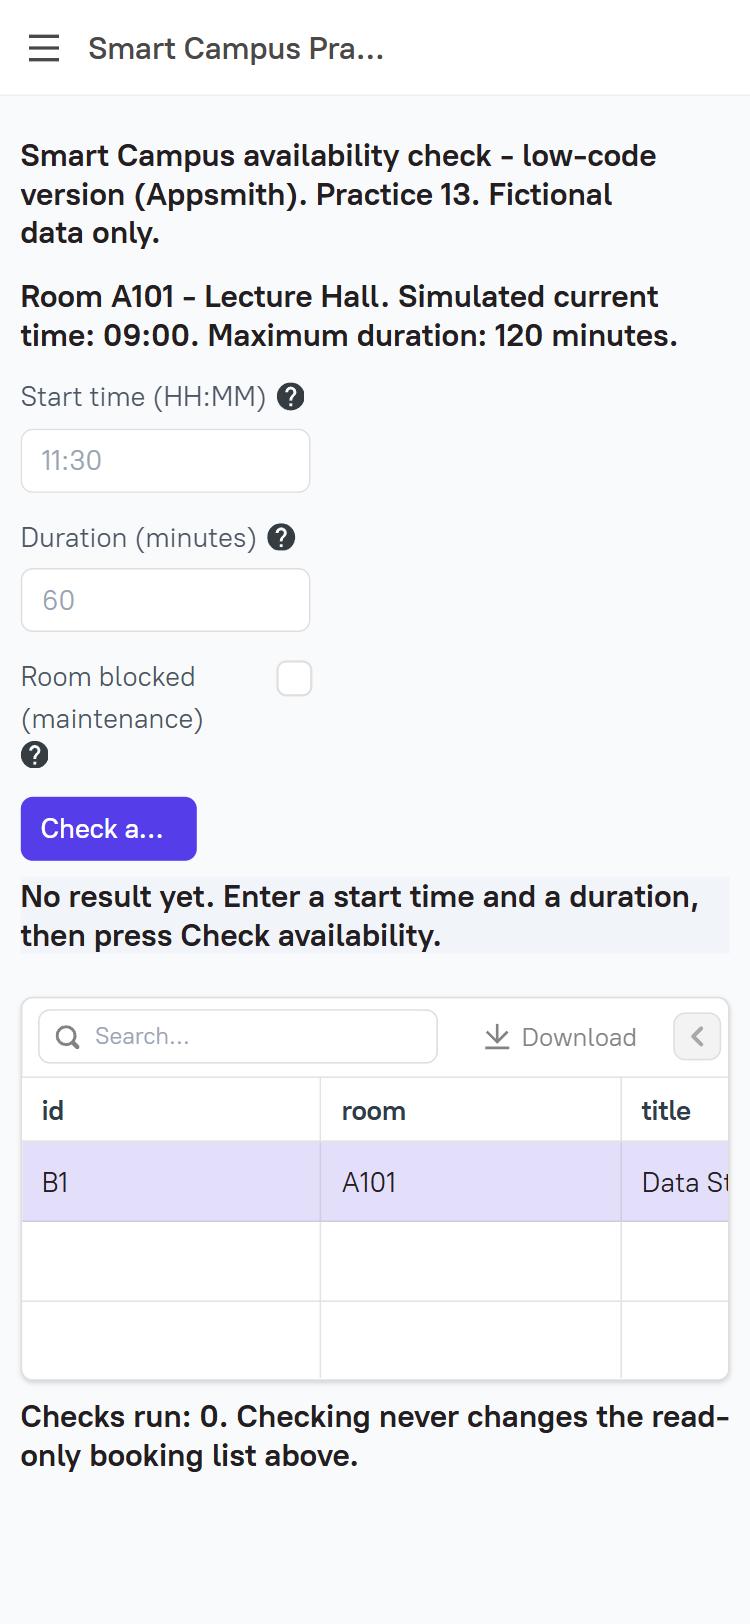 Smart Campus Pra...
Smart Campus availability check - low-code
version (Appsmith). Practice 13. Fictional
data only.
Room A101 - Lecture Hall. Simulated current
time: 09:00. Maximum duration: 120 minutes.
Start time (HH:MM) ?
11:30
Duration (minutes) ?
60
Room blocked
(maintenance)
?
Check a...
No result yet. Enter a start time and a duration,
then press Check availability.
Search... Download
id room title
B1 A101 Data St
Checks run: 0. Checking never changes the read-
only booking list above.